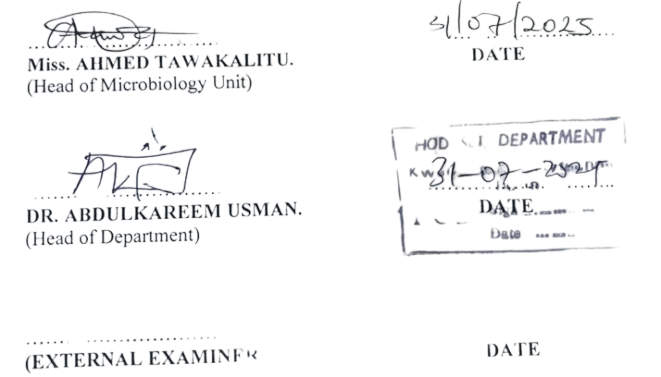 31/07/2025
Miss. AHMED TAWAKALITU.
DATE
(Head of Microbiology Unit)
HOD S.L.T DEPARTMENT
31-07-2025
DR. ABDULKAREEM USMAN.
DATE
(Head of Department)
Date
(EXTERNAL EXAMINER
DATE